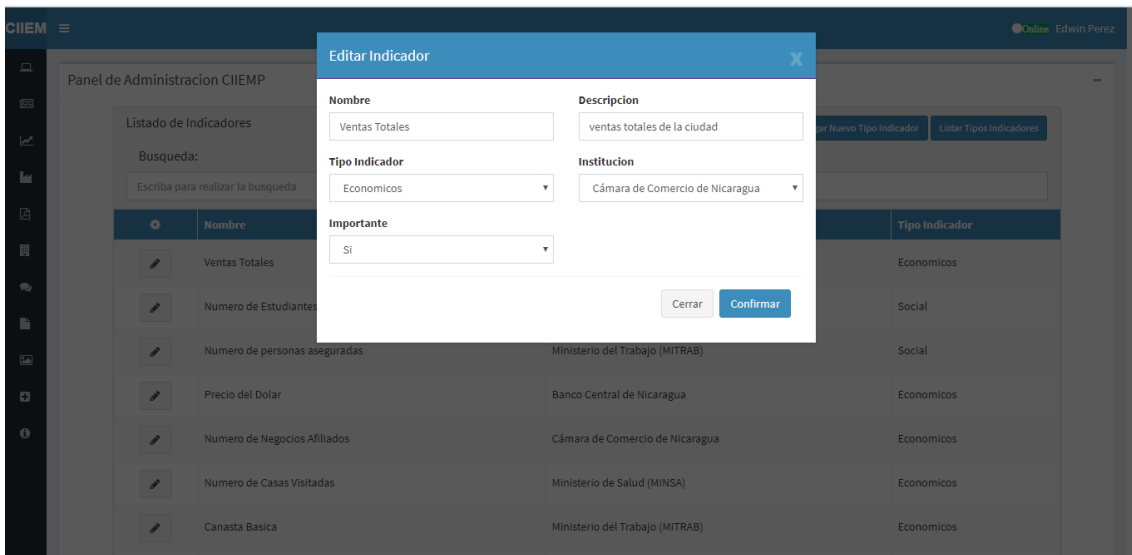 CIIEM
Online Edwin Perez
Panel de Administracion CIIEMP
Editar Indicador
X
Nombre
Descripcion
Ventas Totales
ventas totales de la ciudad
Tipo Indicador
Institucion
Economicos
Cámara de Comercio de Nicaragua
Importante
Si
Cerrar
Confirmar
Listado de Indicadores
gar Nuevo Tipo Indicador
Listar Tipos Indicadores
Busqueda:
Escriba para realizar la busqueda
Nombre
Tipo Indicador
Ventas Totales
Economicos
Numero de Estudiantes
Social
Numero de personas aseguradas
Ministerio del Trabajo (MITRAB)
Social
Precio del Dolar
Banco Central de Nicaragua
Economicos
Numero de Negocios Afiliados
Cámara de Comercio de Nicaragua
Economicos
Numero de Casas Visitadas
Ministerio de Salud (MINSA)
Economicos
Canasta Basica
Ministerio del Trabajo (MITRAB)
Economicos